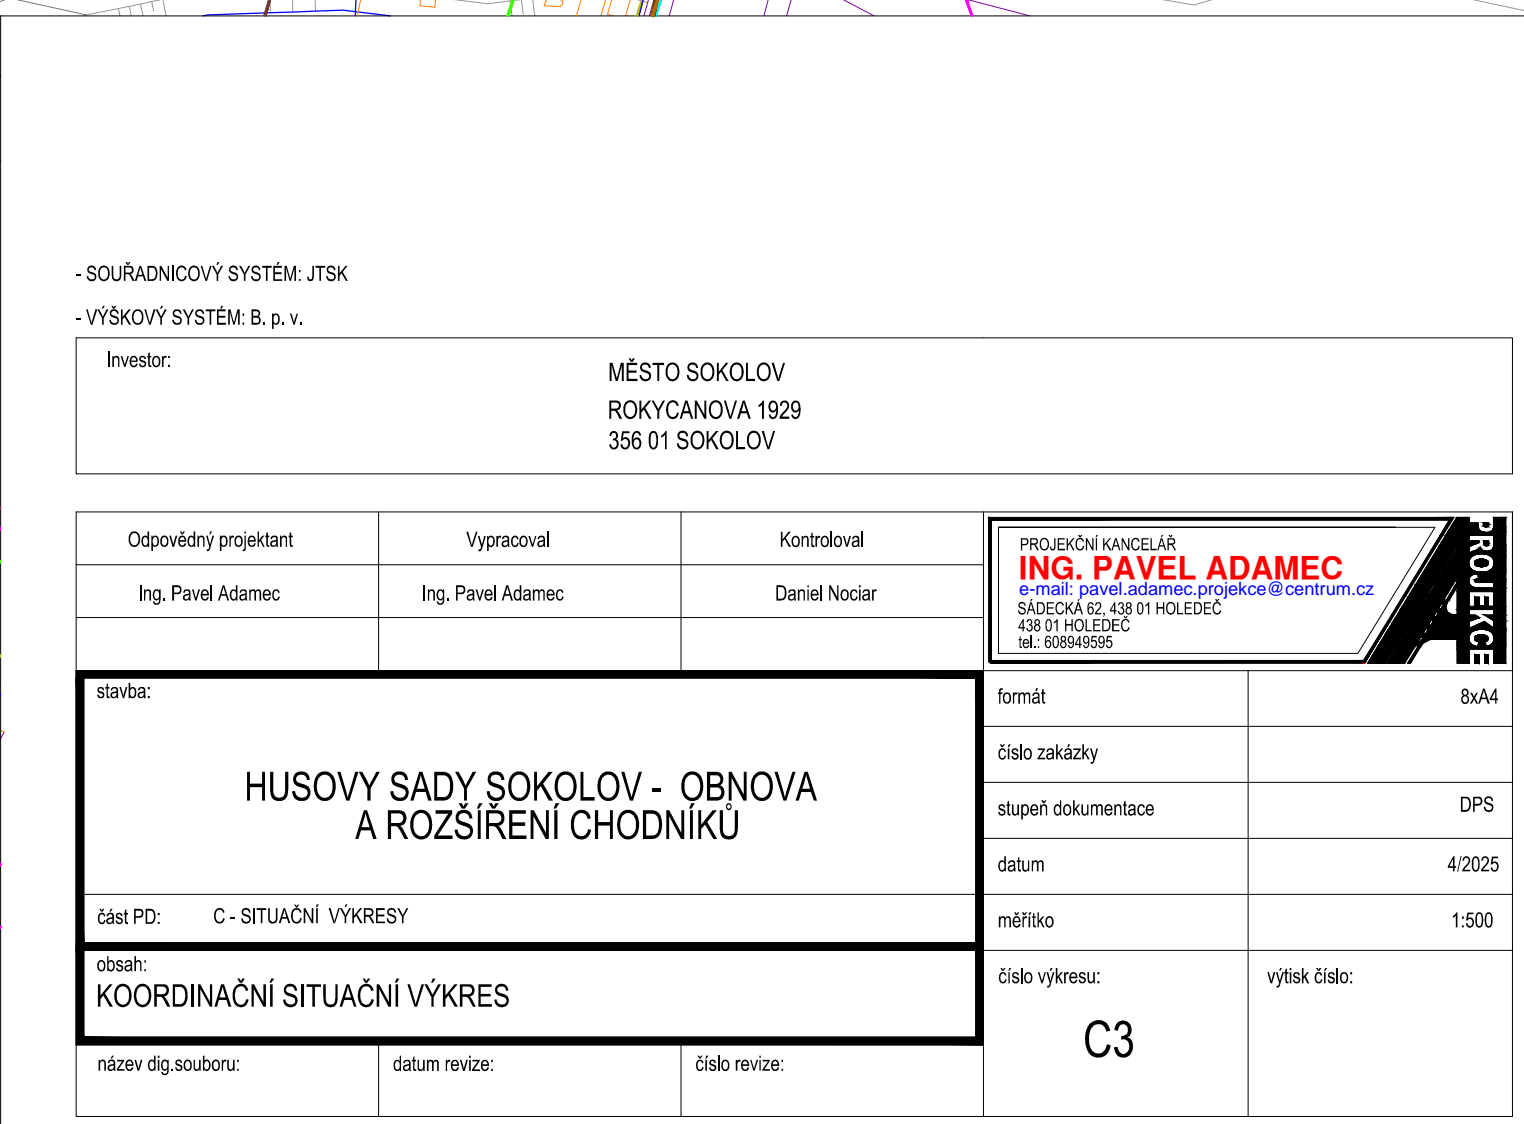 - SOUŘADNICOVÝ SYSTÉM: JTSK
- VÝŠKOVÝ SYSTÉM: B. p. v.
Investor:
MĚSTO SOKOLOV
ROKYCANOVA 1929
356 01 SOKOLOV
Odpovědný projektant
Vypracoval
Kontroloval
Ing. Pavel Adamec
Ing. Pavel Adamec
Daniel Nociar
PROJEKČNÍ KANCELÁŘ
ING. PAVEL ADAMEC
e-mail: pavel.adamec.projekce@centrum.cz
SÁDECKÁ 62, 438 01 HOLEDEČ
438 01 HOLEDEČ
tel.: 608949595
PROJEKCE
stavba:
HUSOVY SADY SOKOLOV - OBNOVA
A ROZŠÍŘENÍ CHODNÍKŮ
část PD: C - SITUAČNÍ VÝKRESY
obsah:
KOORDINAČNÍ SITUAČNÍ VÝKRES
název dig.souboru:
datum revize:
číslo revize:
formát 8xA4
číslo zakázky
stupeň dokumentace DPS
datum 4/2025
měřítko 1:500
číslo výkresu:
C3
výtisk číslo: